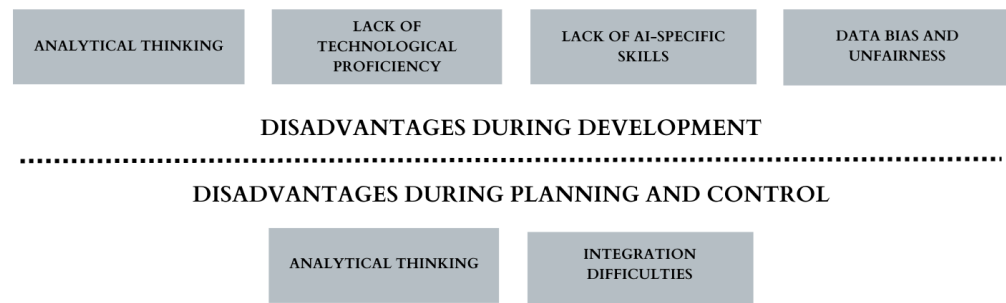 ANALYTICAL THINKING
LACK OF
TECHNOLOGICAL
PROFICIENCY
LACK OF AI-SPECIFIC
SKILLS
DATA BIAS AND
UNFAIRNESS
DISADVANTAGES DURING DEVELOPMENT
DISADVANTAGES DURING PLANNING AND CONTROL
ANALYTICAL THINKING
INTEGRATION
DIFFICULTIES